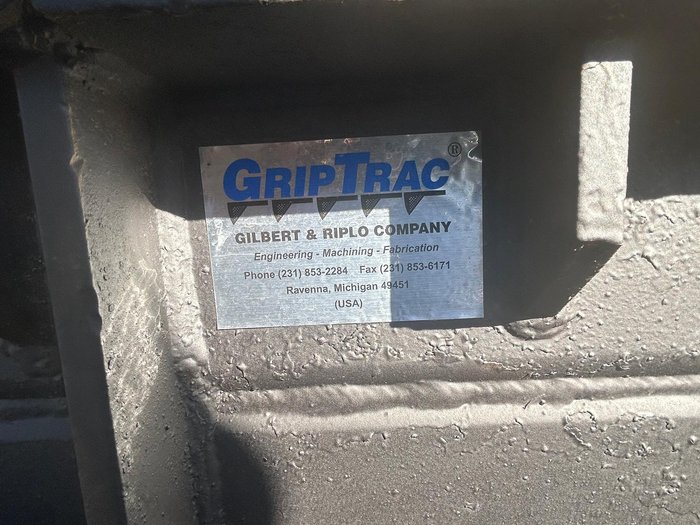 GRIPTRAC®
GILBERT & RIPLO COMPANY
Engineering - Machining - Fabrication
Phone (231) 853-2284 Fax (231) 853-6171
Ravenna, Michigan 49451
(USA)